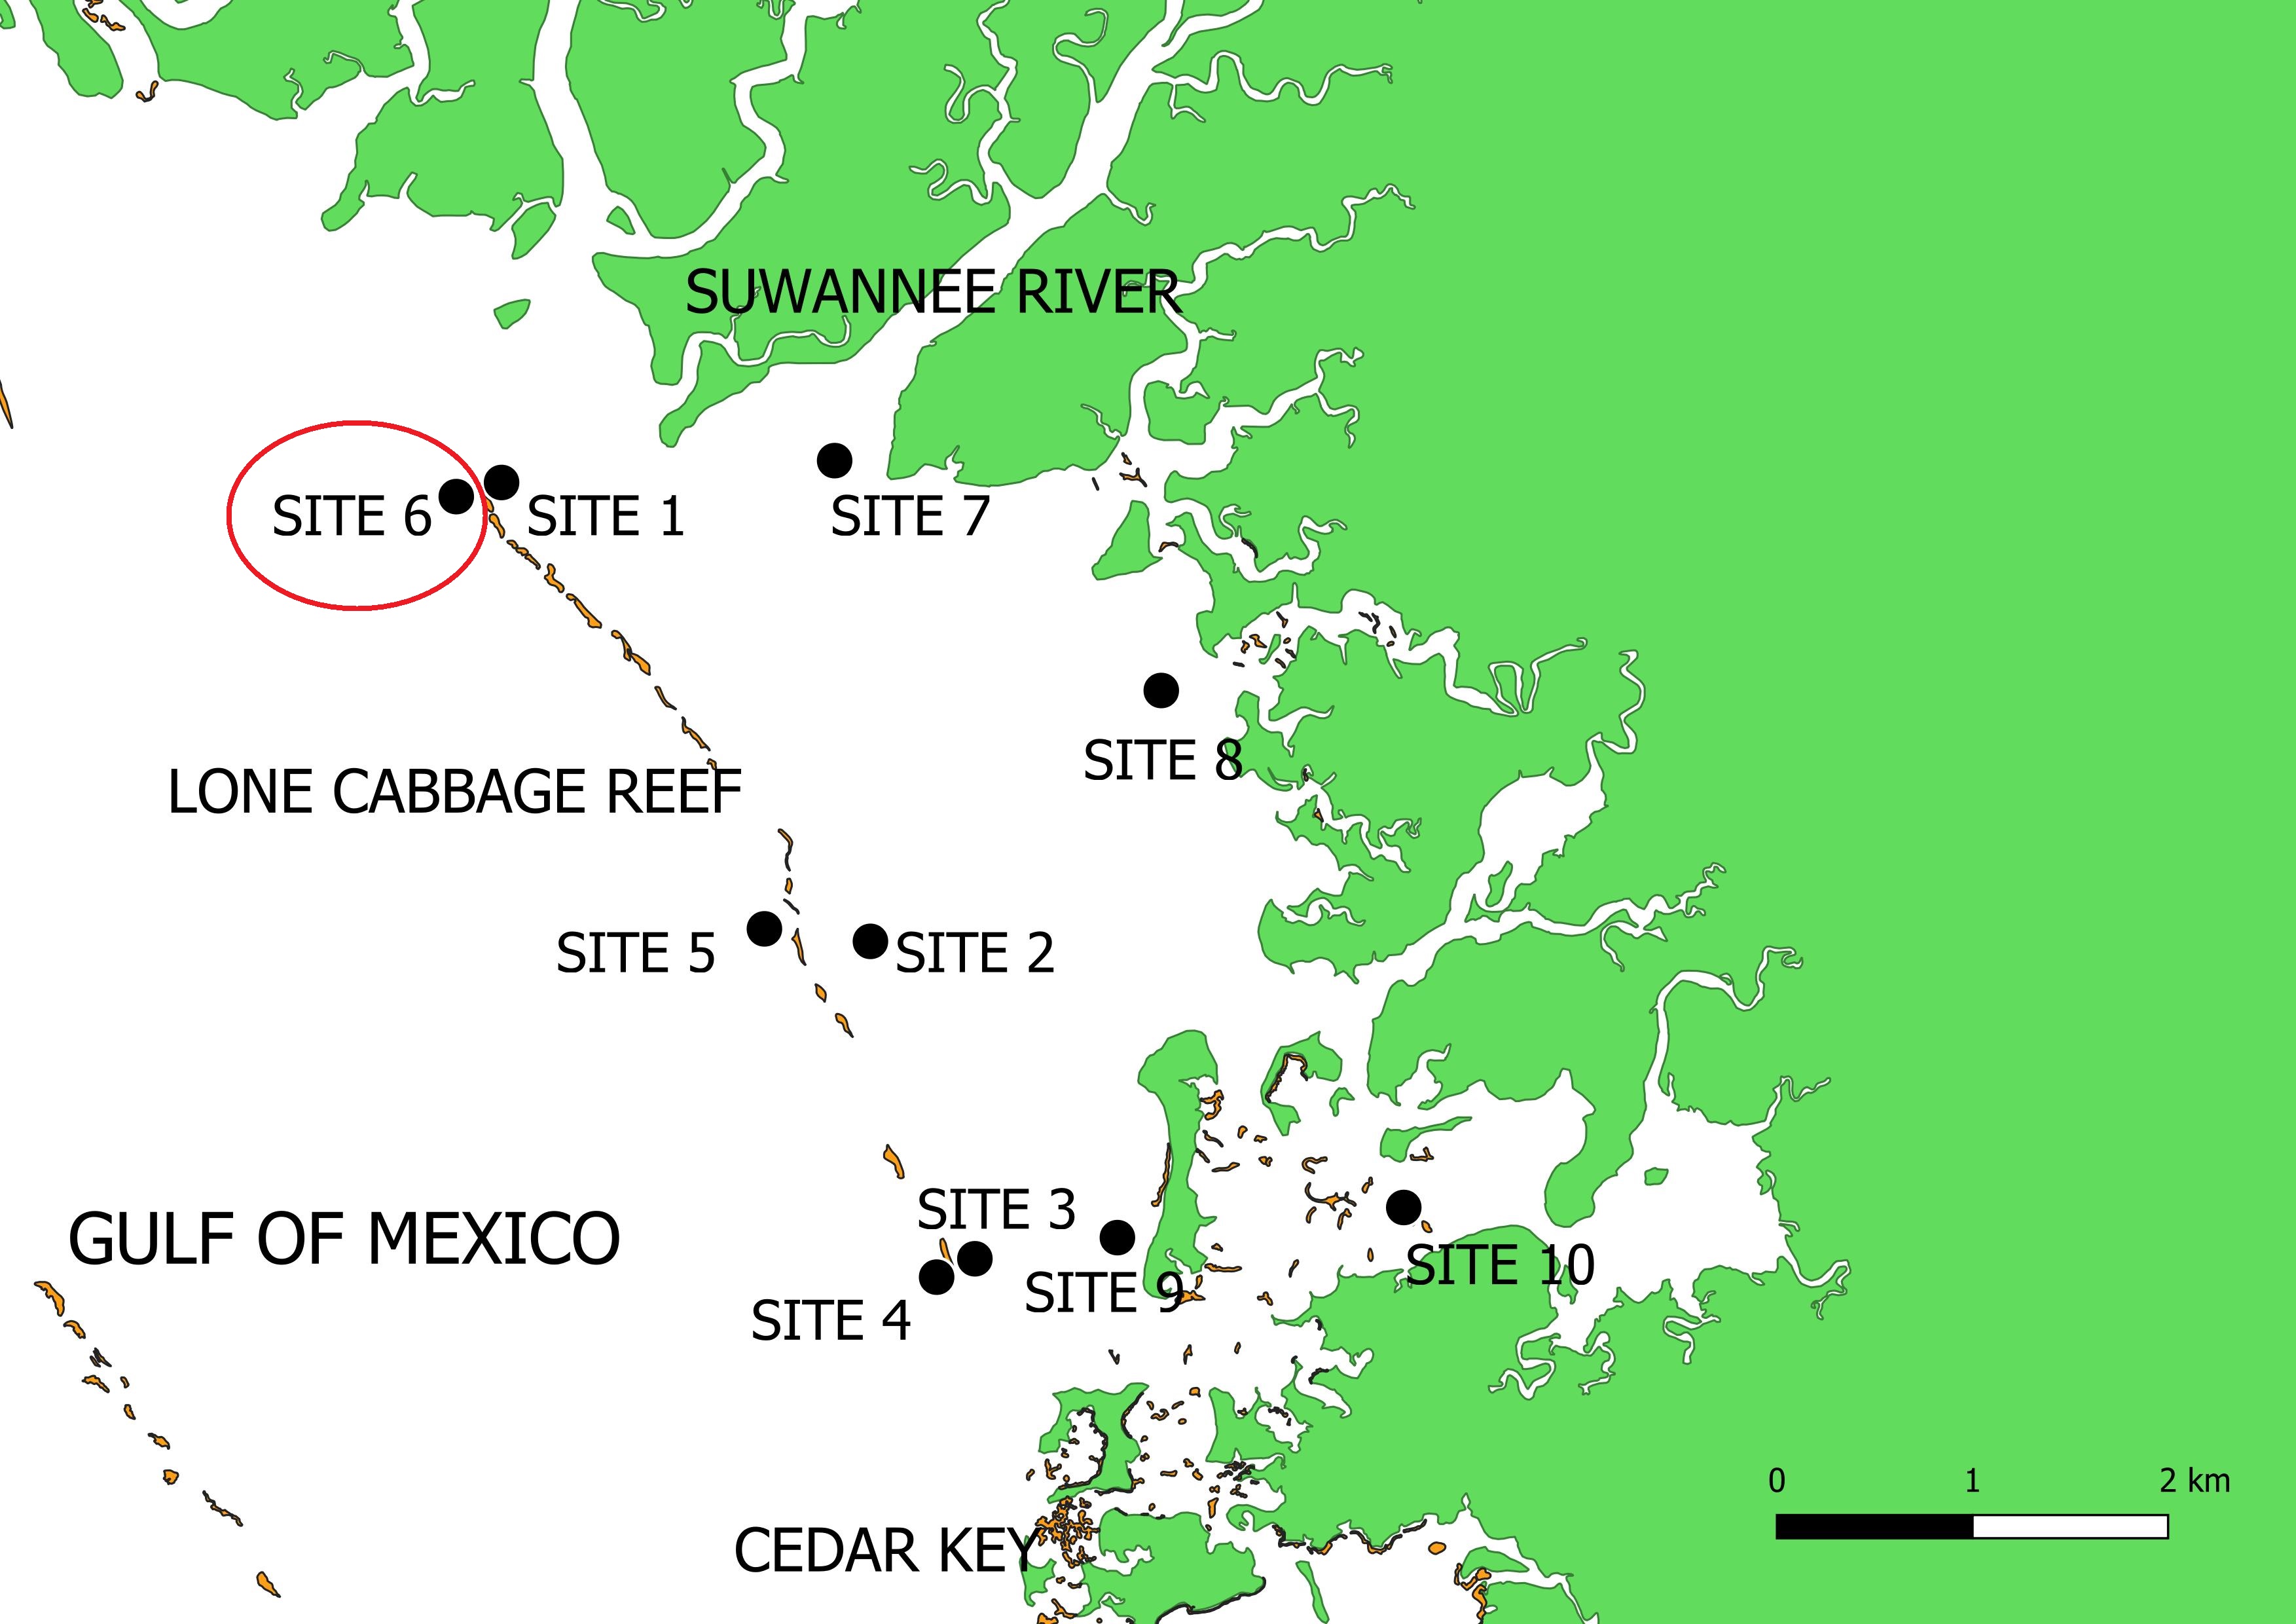 SUWANNEE RIVER
SITE 6
SITE 1
SITE 7
SITE 8
LONE CABBAGE REEF
SITE 5
SITE 2
SITE 3
GULF OF MEXICO
SITE 9
SITE 10
SITE 4
0 1 2 km
CEDAR KEY